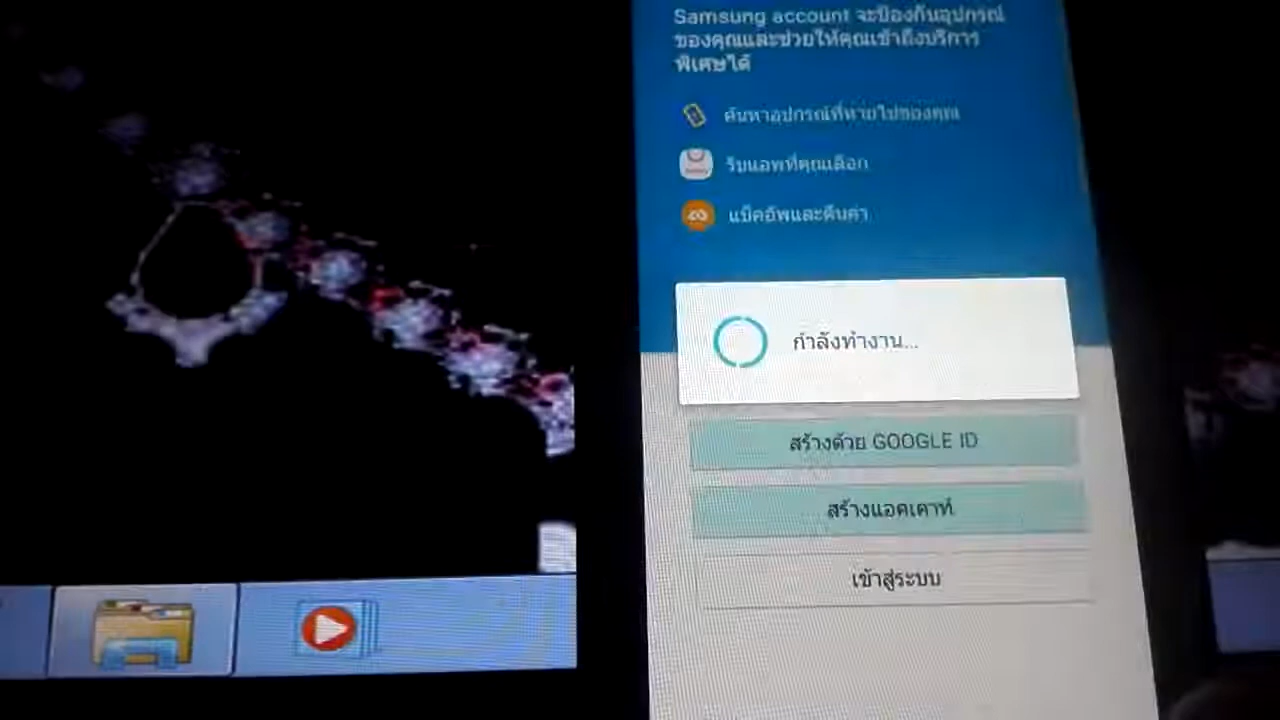 Samsung account จะป้องกันอุปกรณ์
ของคุณและช่วยให้คุณเข้าถึงบริการ
พิเศษได้
ค้นหาอุปกรณ์ที่หายไปของคุณ
รับแอพที่คุณเลือก
แบ็คอัพและคืนค่า
กำลังทำงาน...
สร้างด้วย GOOGLE ID
สร้างแอคเคาท์
เข้าสู่ระบบ